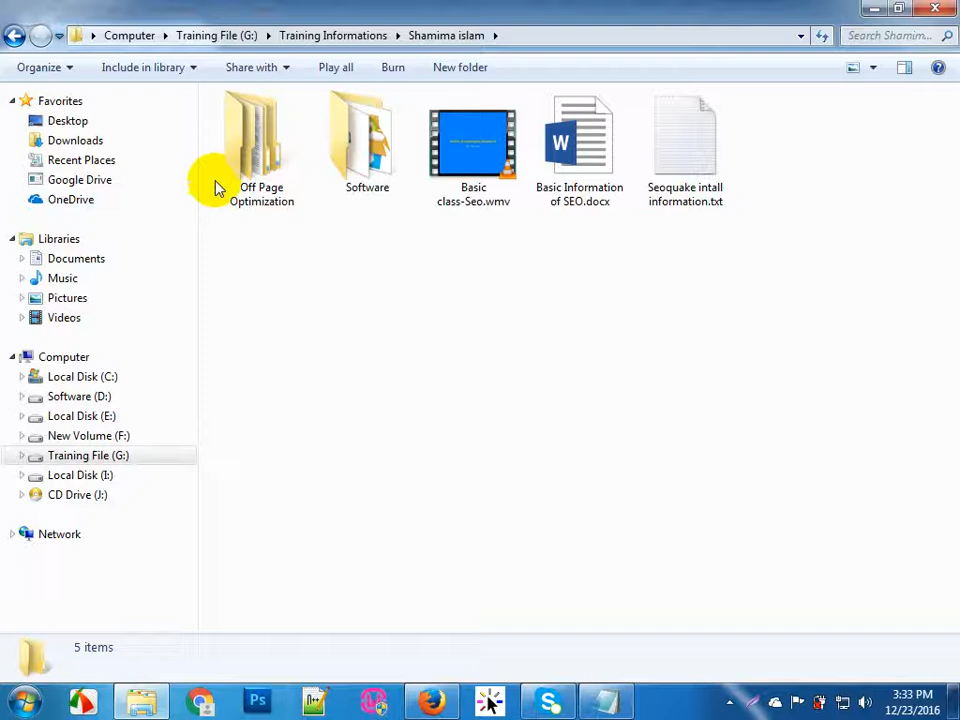 Computer Training File (G:) Training Informations Shamima islam Search Shamim...
Organize Include in library Share with Play all Burn New folder
Favorites
Desktop
Downloads
Recent Places
Google Drive
OneDrive
Libraries
Documents
Music
Pictures
Videos
Computer
Local Disk (C:)
Software (D:)
Local Disk (E:)
New Volume (F:)
Training File (G:)
Local Disk (I:)
CD Drive (J:)
Network
Off Page
Optimization
Software
Basic
class-Seo.wmv
Basic Information
of SEO.docx
Seoquake intall
information.txt
5 items
3:33 PM
12/23/2016